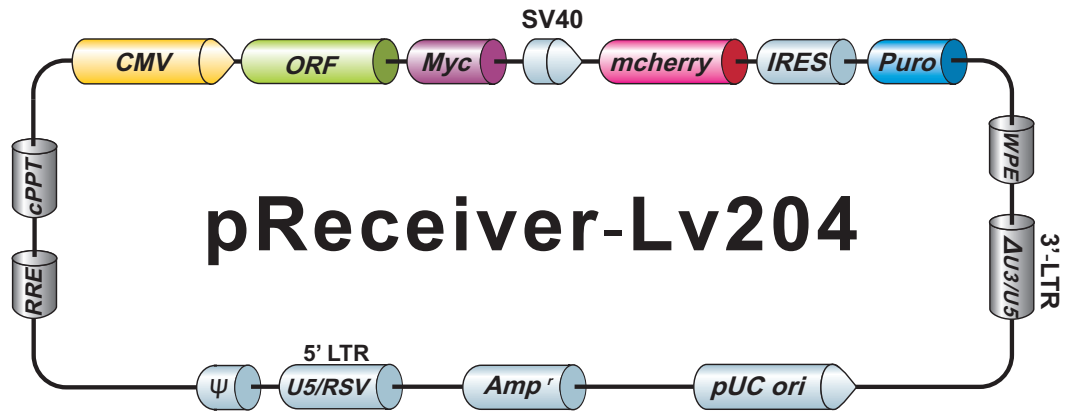 SV40
CMV
ORF
Myc
mcherry
IRES
Puro
cPPT
WPE
pReceiver-Lv204
RRE
ΔU3/U5
3'-LTR
5' LTR
Ψ
U5/RSV
Amp r
pUC ori